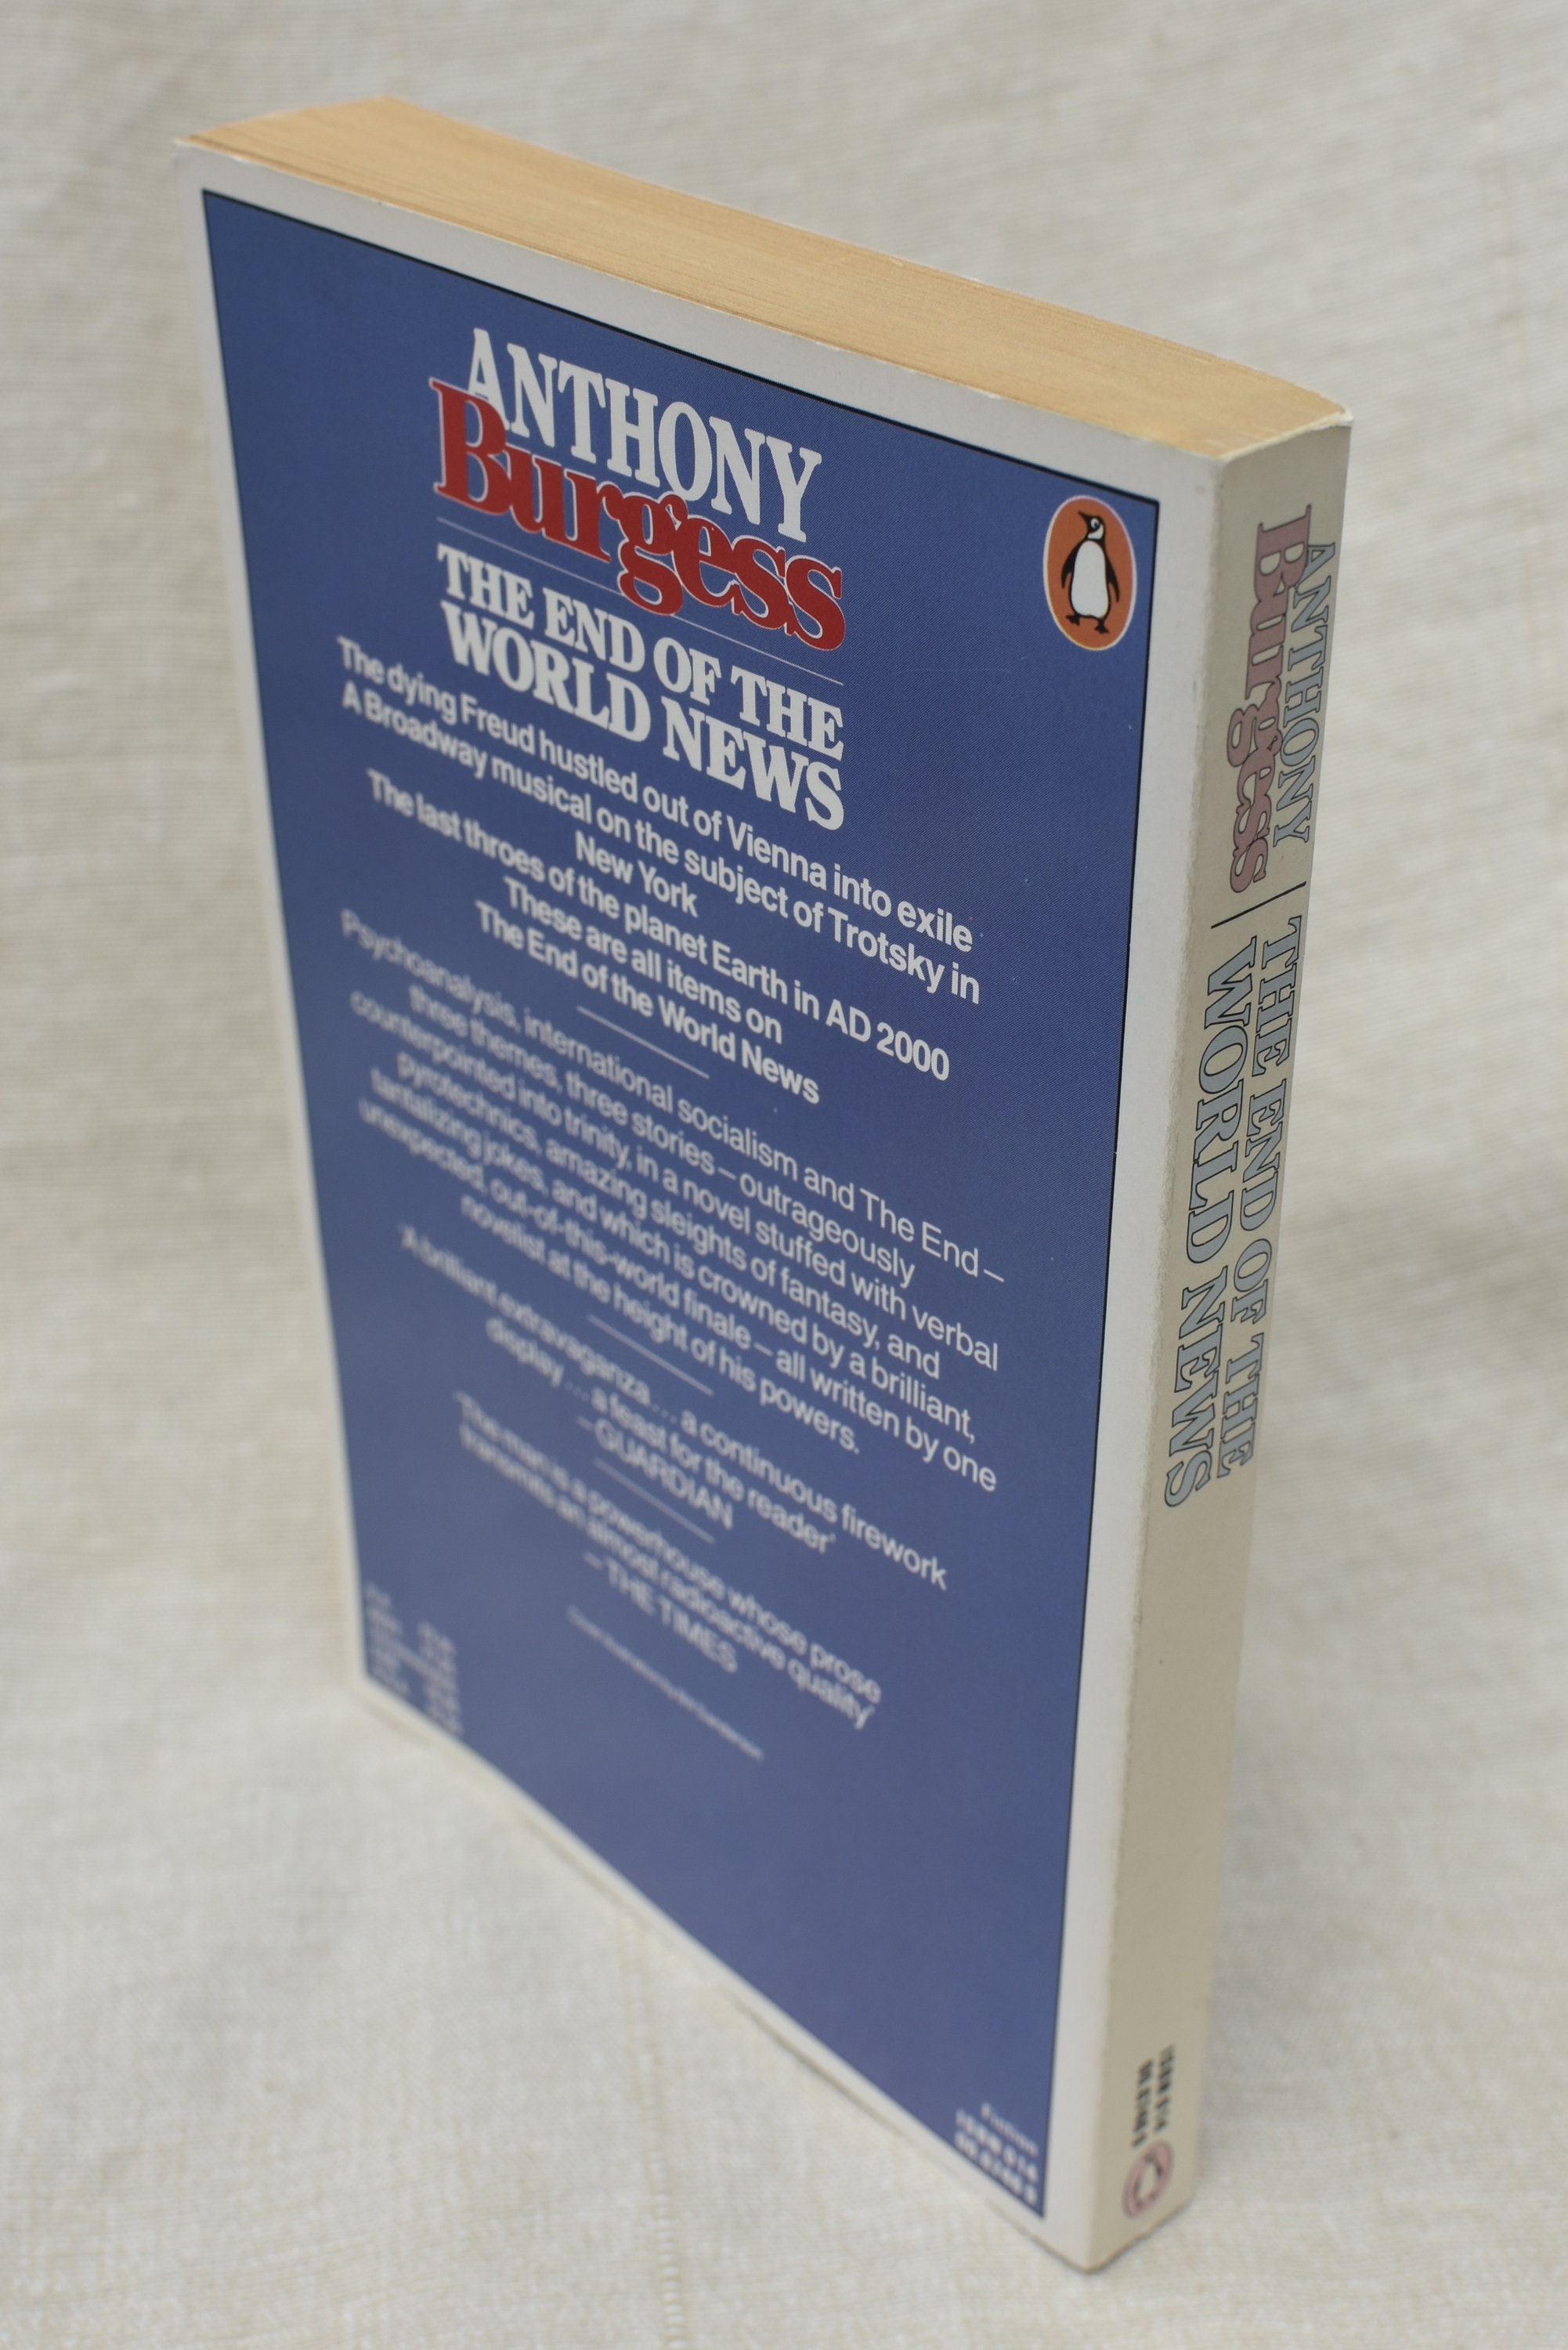 ANTHONY
Burgess
THE END OF THE
WORLD NEWS
The dying Freud hustled out of Vienna into exile
A Broadway musical on the subject of Trotsky in
New York
The last throes of the planet Earth in AD 2000
These are all items on
The End of the World News
Psychoanalysis, international socialism and The End –
three themes, three stories – outrageously
counterpointed into trinity, in a novel stuffed with verbal
pyrotechnics, amazing sleights of fantasy, and
tantalizing jokes, and which is crowned by a brilliant,
unexpected, out-of-this-world finale – all written by one
novelist at the height of his powers.
'A brilliant extravaganza . . . a continuous firework
display . . . a feast for the reader'
– GUARDIAN
'The man is a powerhouse whose prose
transmits an almost radioactive quality'
– THE TIMES
Fiction
ISBN 0 14
ANTHONY
Burgess
THE END OF THE
WORLD NEWS
ISBN 0 14